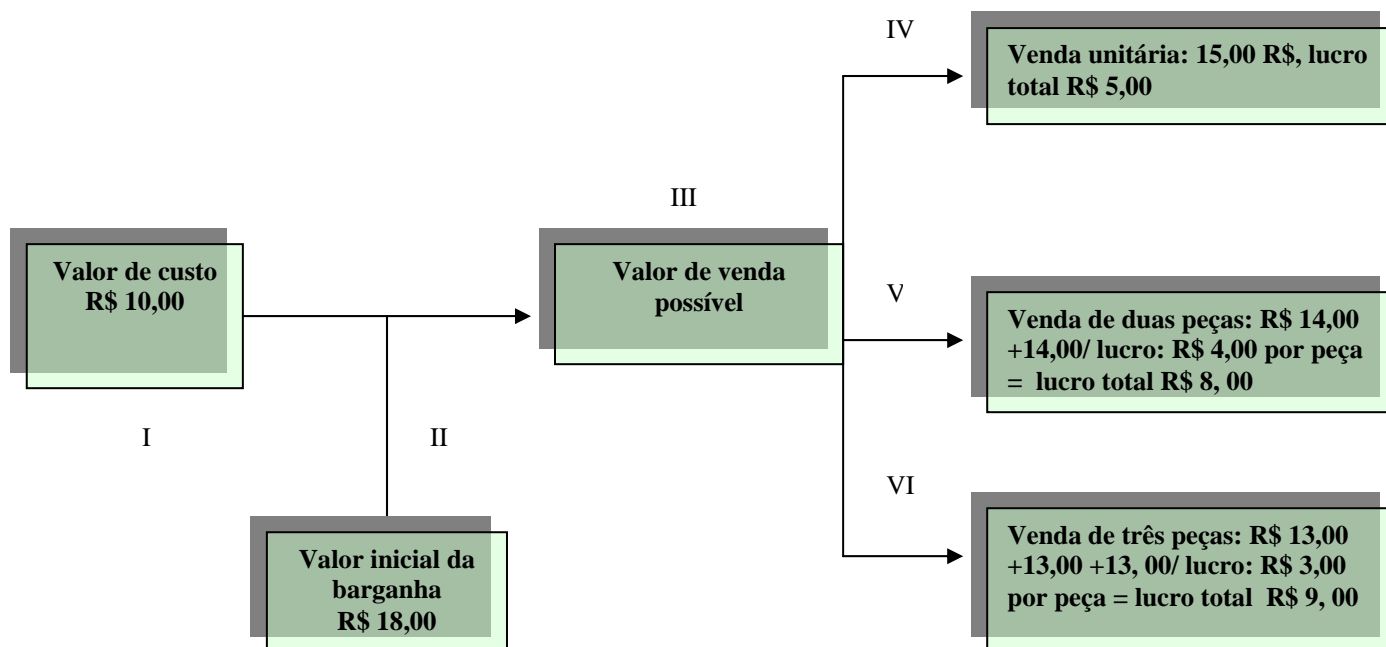 IV
Venda unitária: 15,00 R$, lucro
total R$ 5,00
III
Valor de custo
R$ 10,00
Valor de venda
possível
V
Venda de duas peças: R$ 14,00
+14,00/ lucro: R$ 4,00 por peça
= lucro total R$ 8, 00
I
II
VI
Valor inicial da
barganha
R$ 18,00
Venda de três peças: R$ 13,00
+13,00 +13, 00/ lucro: R$ 3,00
por peça = lucro total R$ 9, 00